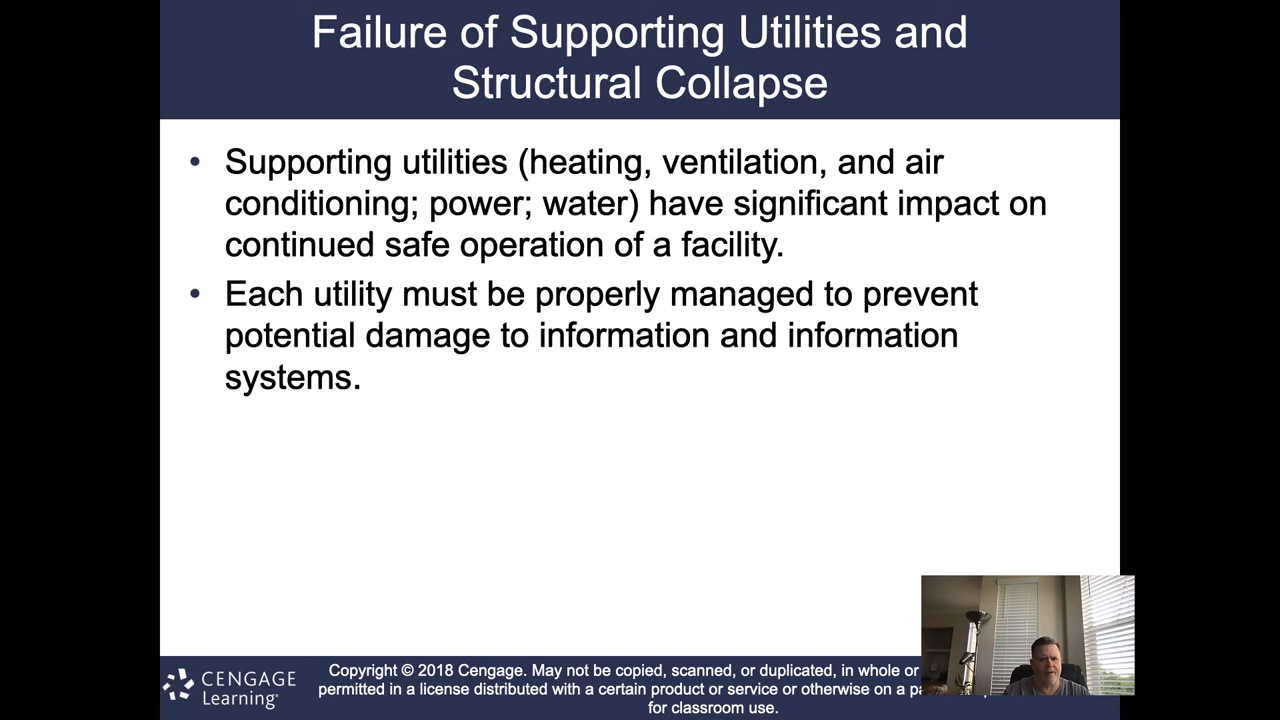 Failure of Supporting Utilities and
Structural Collapse
• Supporting utilities (heating, ventilation, and air
conditioning; power; water) have significant impact on
continued safe operation of a facility.
• Each utility must be properly managed to prevent
potential damage to information and information
systems.
CENGAGE
Learning®
Copyright © 2018 Cengage. May not be copied, scanned, or duplicated, in whole or
permitted in a license distributed with a certain product or service or otherwise on a
for classroom use.